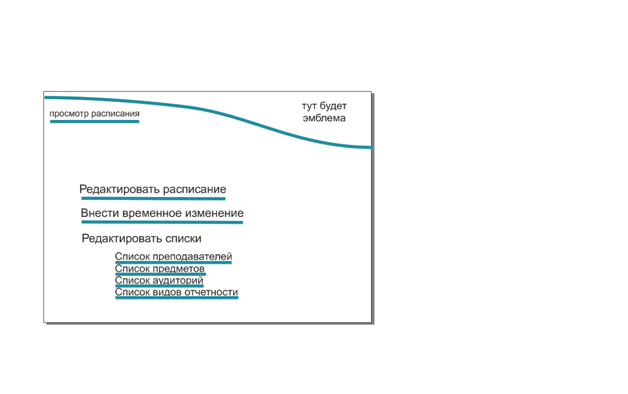 тут будет
эмблема
просмотр расписания
Редактировать расписание
Внести временное изменение
Редактировать списки
Список преподавателей
Список предметов
Список аудиторий
Список видов отчетности